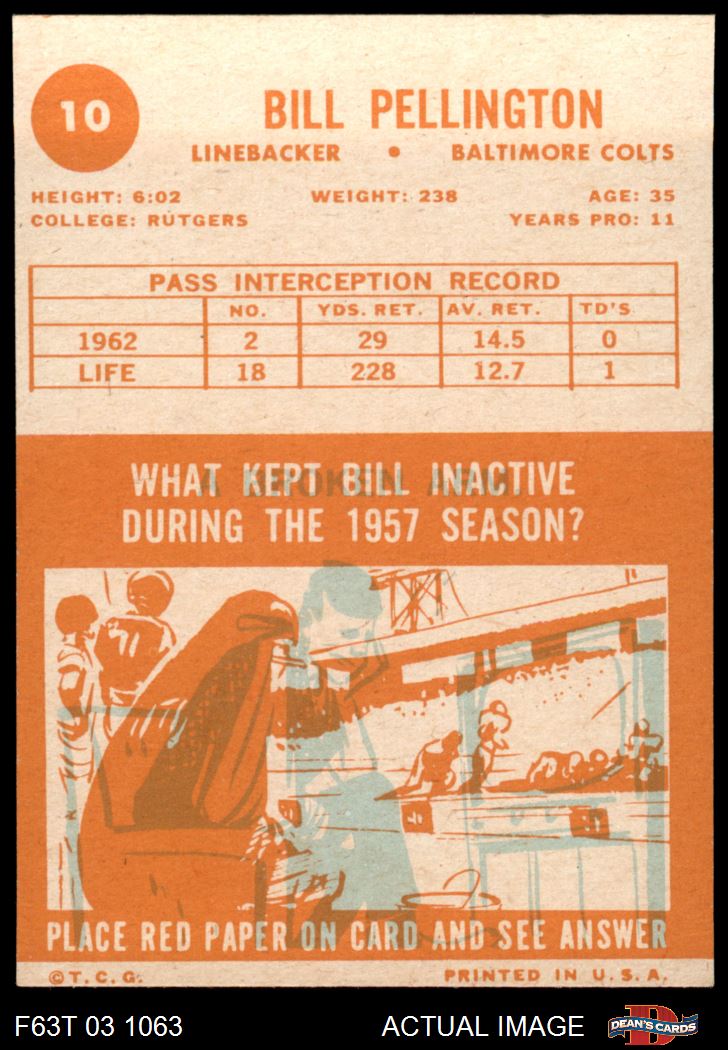 10
BILL PELLINGTON
LINEBACKER • BALTIMORE COLTS
HEIGHT: 6:02 WEIGHT: 238 AGE: 35
COLLEGE: RUTGERS YEARS PRO: 11
PASS INTERCEPTION RECORD
NO. YDS. RET. AV. RET. TD'S
1962 2 29 14.5 0
LIFE 18 228 12.7 1
WHAT KEPT BILL INACTIVE
A BROKEN ARM.
DURING THE 1957 SEASON?
PLACE RED PAPER ON CARD AND SEE ANSWER
©T.C.G. PRINTED IN U.S.A.
F63T 03 1063 ACTUAL IMAGE DEAN'S CARDS